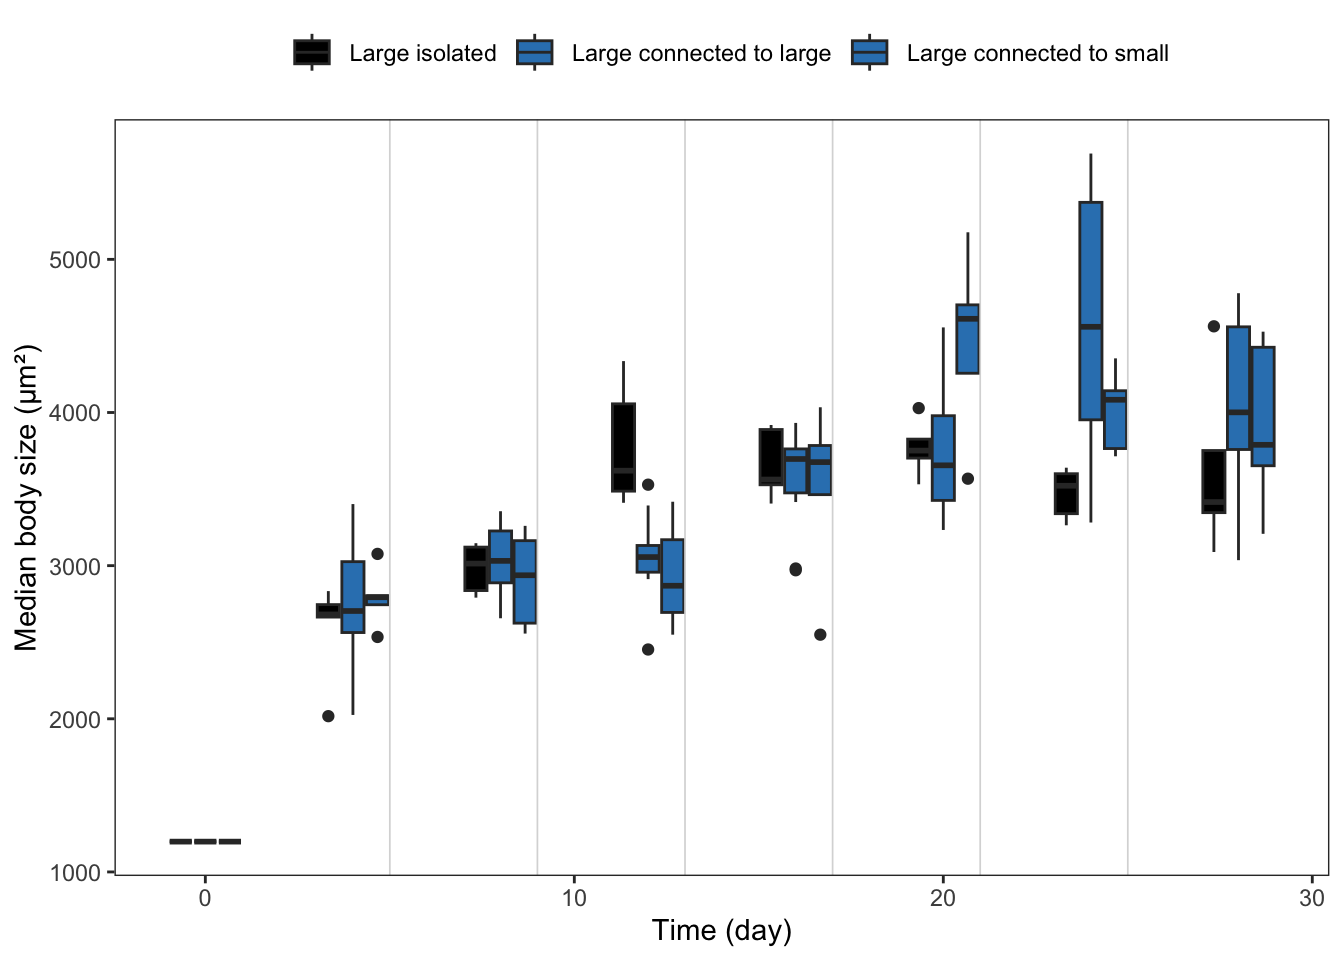 Large isolated Large connected to large Large connected to small
Median body size (µm²)
5000
4000
3000
2000
1000
0 10 20 30
Time (day)